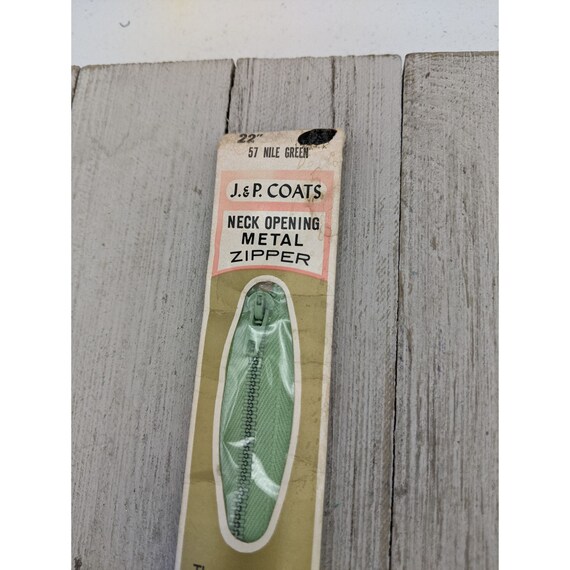 22"
57 NILE GREEN
J.&P. COATS
NECK OPENING
METAL
ZIPPER